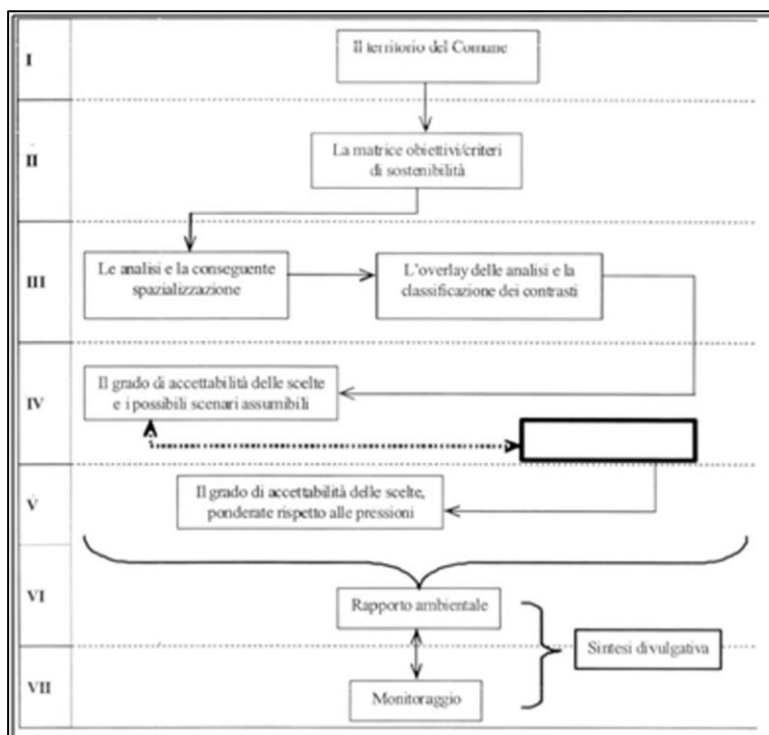 I
Il territorio del Comune
II
La matrice obiettivi/criteri
di sostenibilità
III
Le analisi e la conseguente
spazializzazione
L'overlay delle analisi e la
classificazione dei contrasti
IV
Il grado di accettabilità delle scelte
e i possibili scenari assumibili
V
Il grado di accettabilità delle scelte,
ponderate rispetto alle pressioni
VI
Rapporto ambientale
Sintesi divulgativa
VII
Monitoraggio